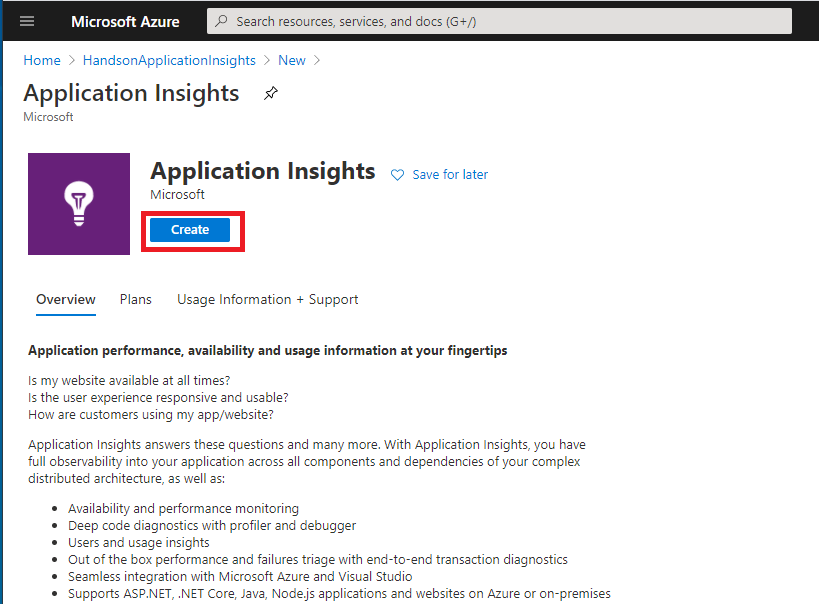 Microsoft Azure
Search resources, services, and docs (G+/)
Home > HandsonApplicationInsights > New >
Application Insights
Microsoft
Application Insights
Save for later
Microsoft
Create
Overview Plans Usage Information + Support
Application performance, availability and usage information at your fingertips
Is my website available at all times?
Is the user experience responsive and usable?
How are customers using my app/website?
Application Insights answers these questions and many more. With Application Insights, you have
full observability into your application across all components and dependencies of your complex
distributed architecture, as well as:
• Availability and performance monitoring
• Deep code diagnostics with profiler and debugger
• Users and usage insights
• Out of the box performance and failures triage with end-to-end transaction diagnostics
• Seamless integration with Microsoft Azure and Visual Studio
• Supports ASP.NET, .NET Core, Java, Node.js applications and websites on Azure or on-premises